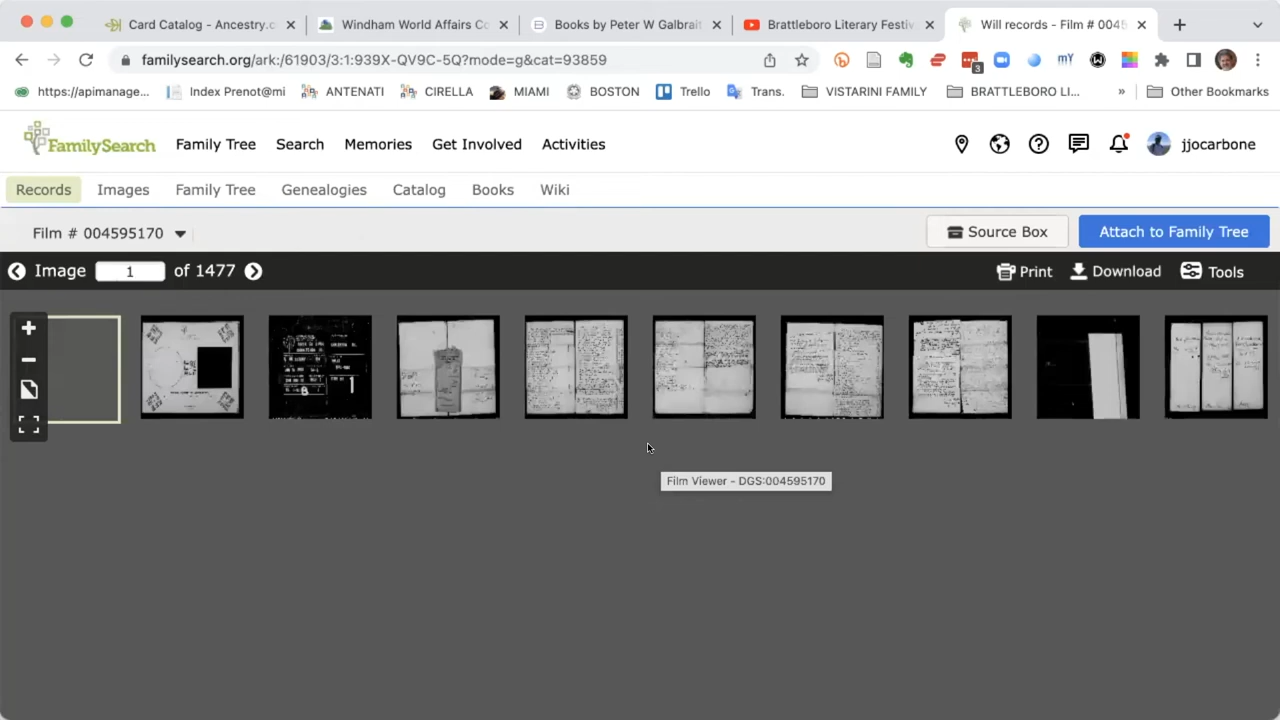 Card Catalog - Ancestry.c
Windham World Affairs Co
Books by Peter W Galbrait
Brattleboro Literary Festiv
Will records - Film # 0045
familysearch.org/ark:/61903/3:1:939X-QV9C-5Q?mode=g&cat=93859
3
mY
https://apimanage...
Index Prenot@mi
ANTENATI
CIRELLA
MIAMI
BOSTON
Trello
Trans.
VISTARINI FAMILY
BRATTLEBORO LI...
»
Other Bookmarks
FamilySearch
Family Tree
Search
Memories
Get Involved
Activities
jjocarbone
Records
Images
Family Tree
Genealogies
Catalog
Books
Wiki
Film # 004595170
Source Box
Attach to Family Tree
Image 1 of 1477
Print
Download
Tools
B
1
Film Viewer - DGS:004595170